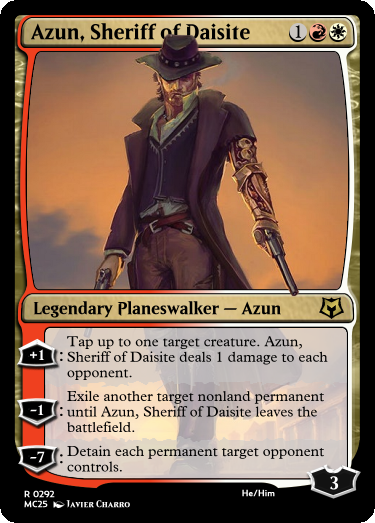 Azun, Sheriff of Daisite 1
Legendary Planeswalker — Azun
+1: Tap up to one target creature. Azun,
Sheriff of Daisite deals 1 damage to each
opponent.
-1: Exile another target nonland permanent
until Azun, Sheriff of Daisite leaves the
battlefield.
-7: Detain each permanent target opponent
controls.
3
R 0292 He/Him
MC25 Javier Charro